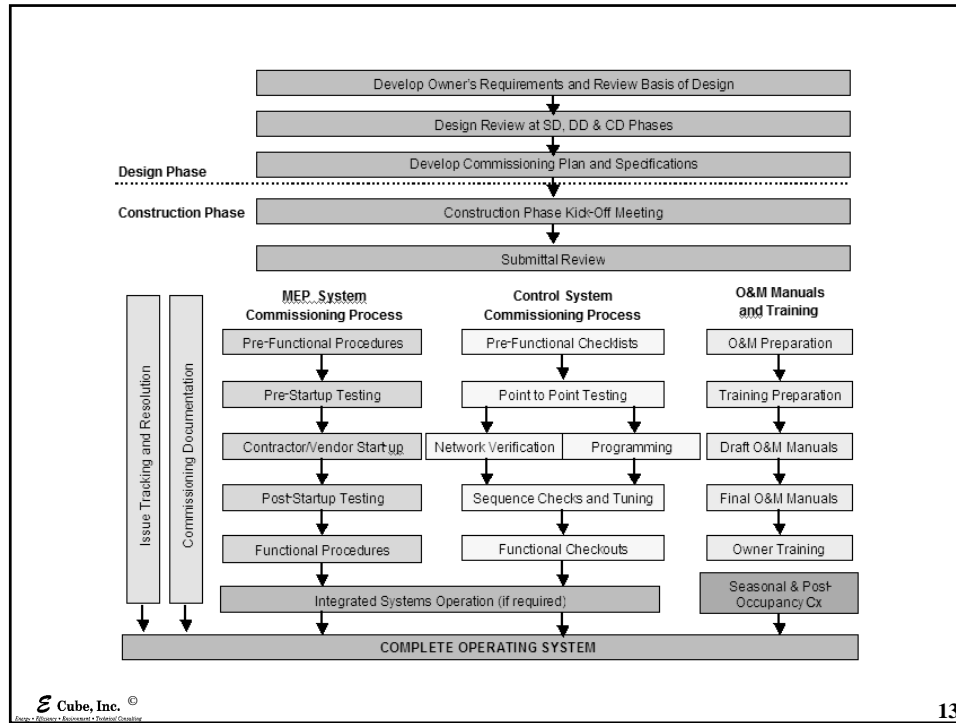 Develop Owner's Requirements and Review Basis of Design
Design Review at SD, DD & CD Phases
Develop Commissioning Plan and Specifications
Design Phase
Construction Phase
Construction Phase Kick-Off Meeting
Submittal Review
Issue Tracking and Resolution
Commissioning Documentation
MEP System
Commissioning Process
Pre-Functional Procedures
Pre-Startup Testing
Contractor/Vendor Start-up
Post-Startup Testing
Functional Procedures
Control System
Commissioning Process
Pre-Functional Checklists
Point to Point Testing
Network Verification
Programming
Sequence Checks and Tuning
Functional Checkouts
Integrated Systems Operation (if required)
O&M Manuals
and Training
O&M Preparation
Training Preparation
Draft O&M Manuals
Final O&M Manuals
Owner Training
Seasonal & Post-
Occupancy Cx
COMPLETE OPERATING SYSTEM
E Cube, Inc. ©
Energy • Efficiency • Environment • Technical Consulting
13